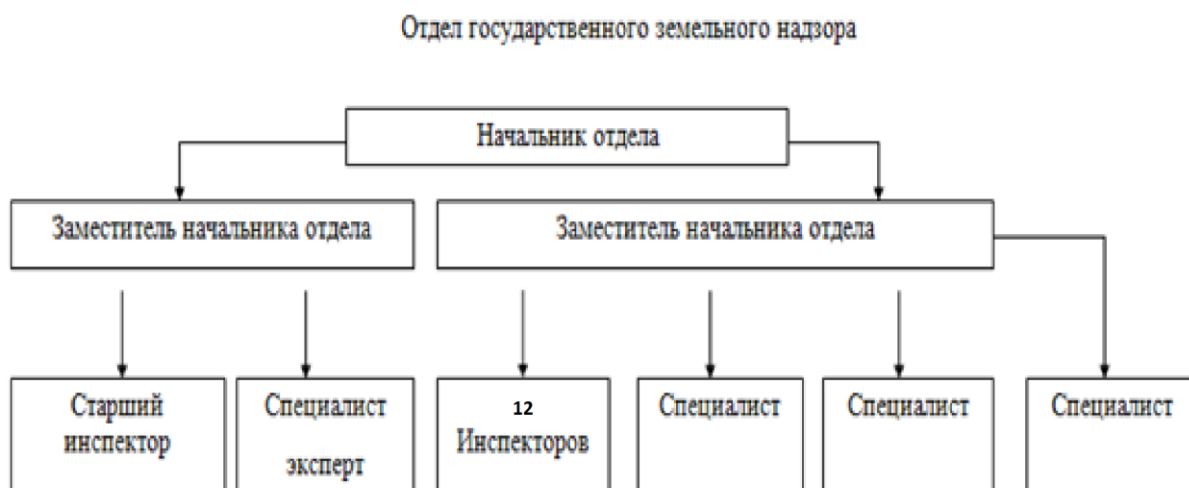 Отдел государственного земельного надзора
Начальник отдела
Заместитель начальника отдела
Заместитель начальника отдела
Старший
инспектор
Специалист
эксперт
12
Инспекторов
Специалист
Специалист
Специалист